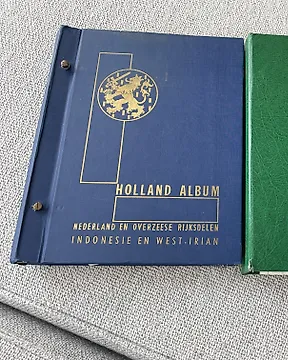 HOLLAND ALBUM
NEDERLAND EN OVERZEESE RIJKSDELEN
INDONESIE EN WEST-IRIAN